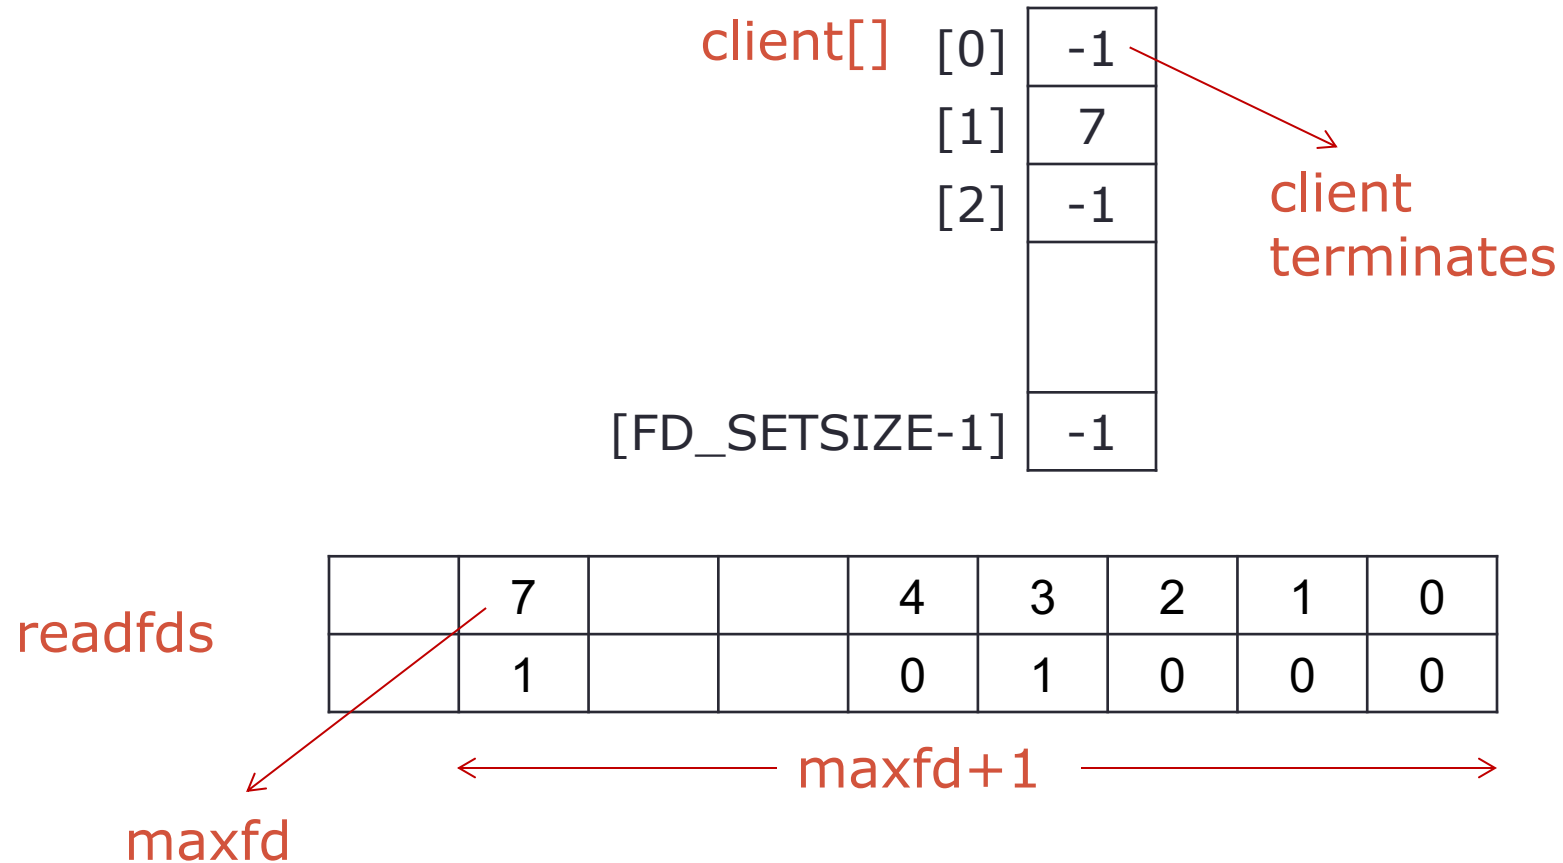 client[] [0] -1
[1] 7
[2] -1
client
terminates
[FD_SETSIZE-1] -1
readfds
7 4 3 2 1 0
1 0 1 0 0 0
maxfd+1
maxfd